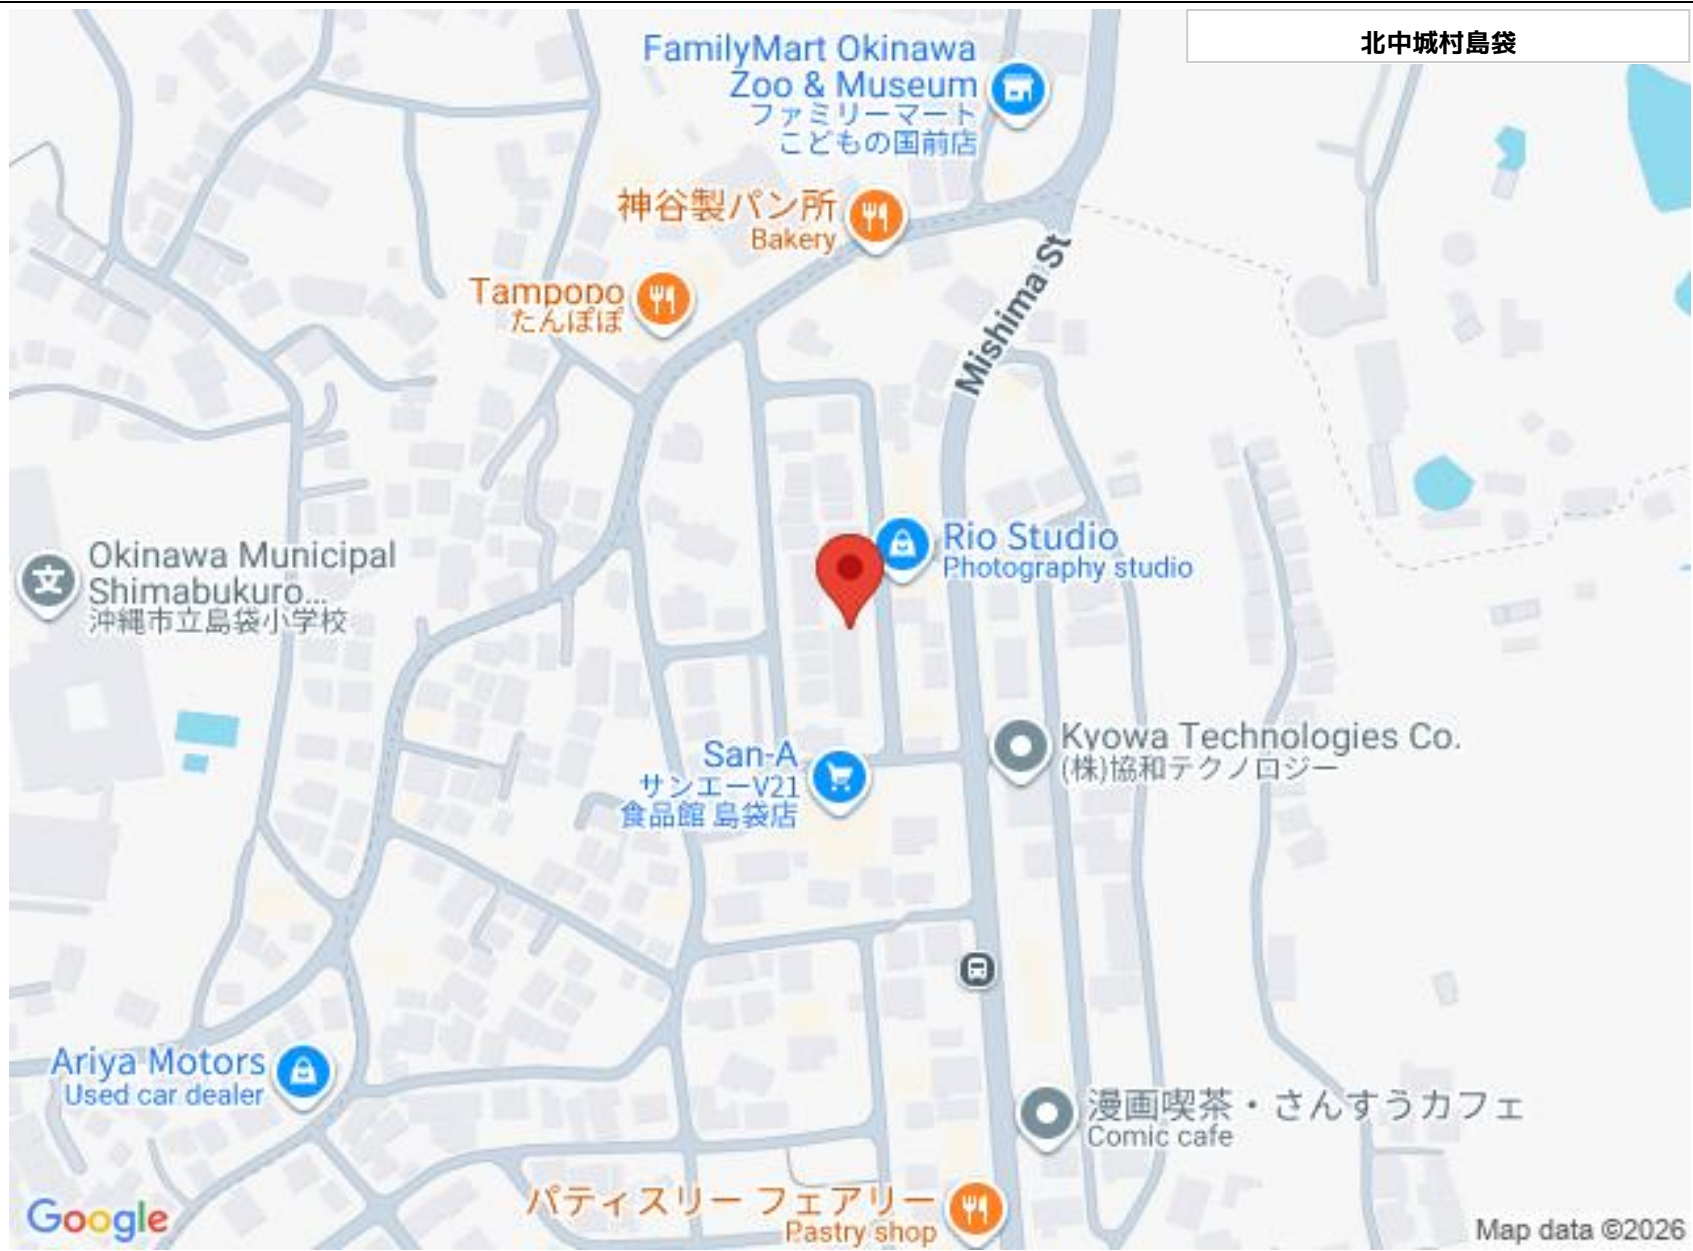 北中城村島袋
FamilyMart Okinawa
Zoo & Museum
ファミリーマート
こどもの国前店
神谷製パン所
Bakery
Mishima St
Tampopo
たんぽぽ
Rio Studio
Photography studio
Okinawa Municipal
Shimabukuro...
沖縄市立島袋小学校
文
San-A
サンエーV21
食品館 島袋店
Kyowa Technologies Co.
(株)協和テクノロジー
Ariya Motors
Used car dealer
漫画喫茶・さんすうカフェ
Comic cafe
パティスリー フェアリー
Pastry shop
Google
Map data ©2026